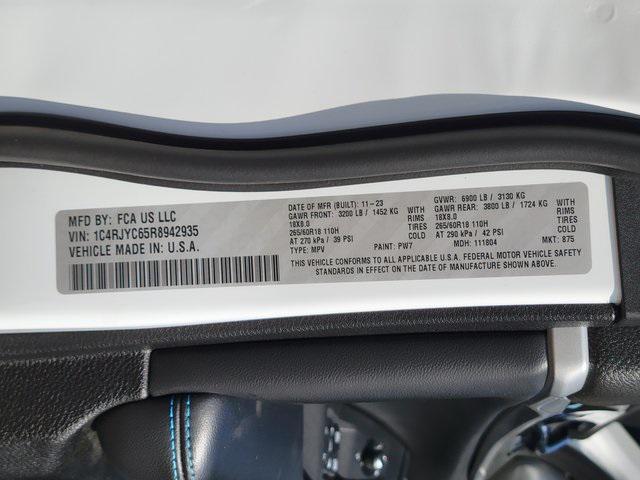 MFD BY: FCA US LLC
VIN: 1C4RJYC65R8942935
VEHICLE MADE IN: U.S.A.
DATE OF MFR (BUILT): 11-23 GVWR: 6900 LB / 3130 KG
GAWR FRONT: 3200 LB / 1452 KG WITH GAWR REAR: 3800 LB / 1724 KG WITH
18X8.0 RIMS 18X8.0 RIMS
265/60R18 110H TIRES 265/60R18 110H TIRES
AT 270 kPa / 39 PSI COLD AT 290 kPa / 42 PSI COLD
TYPE: MPV PAINT: PW7 MDH: 111804 MKT: 875
THIS VEHICLE CONFORMS TO ALL APPLICABLE U.S.A. FEDERAL MOTOR VEHICLE SAFETY
STANDARDS IN EFFECT ON THE DATE OF MANUFACTURE SHOWN ABOVE.